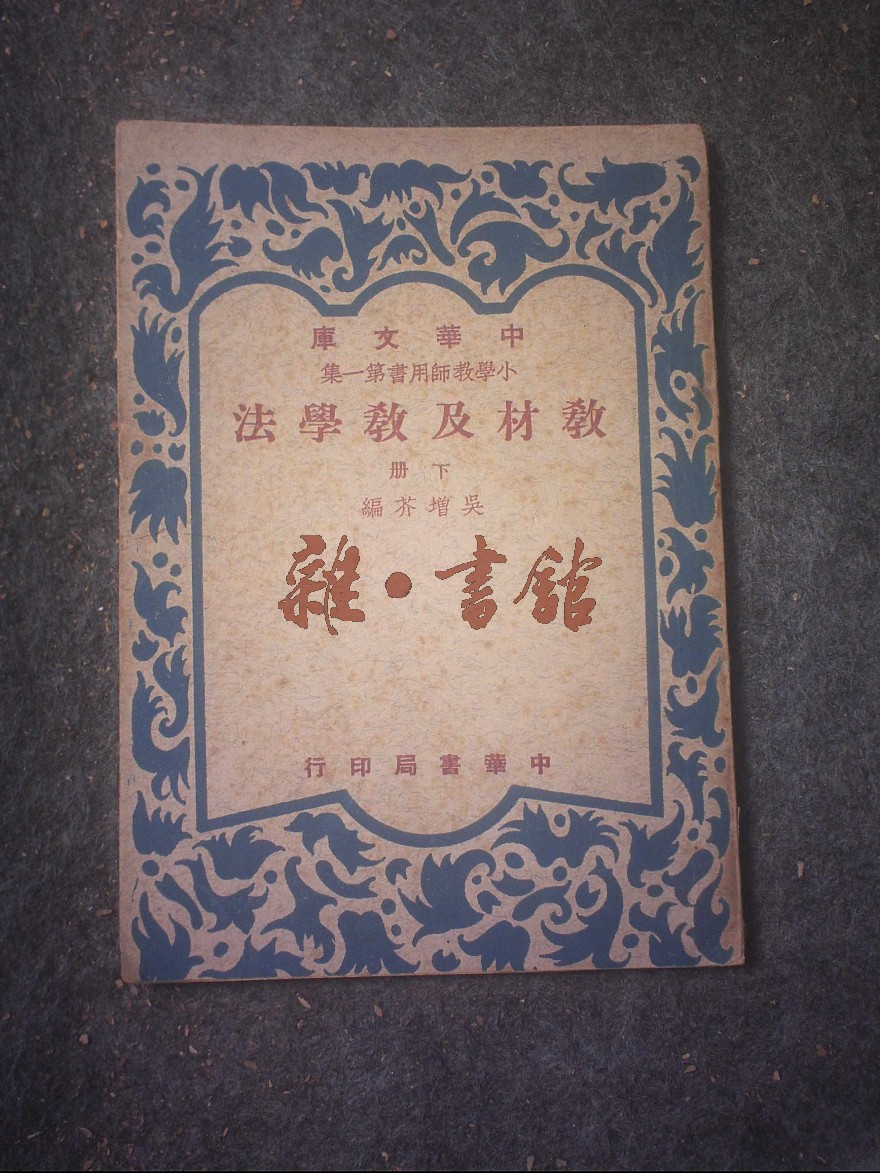 中華文庫
小學教師用書第一集
教材及教學法
下册
吳增芥編
雜·書館
中華書局印行